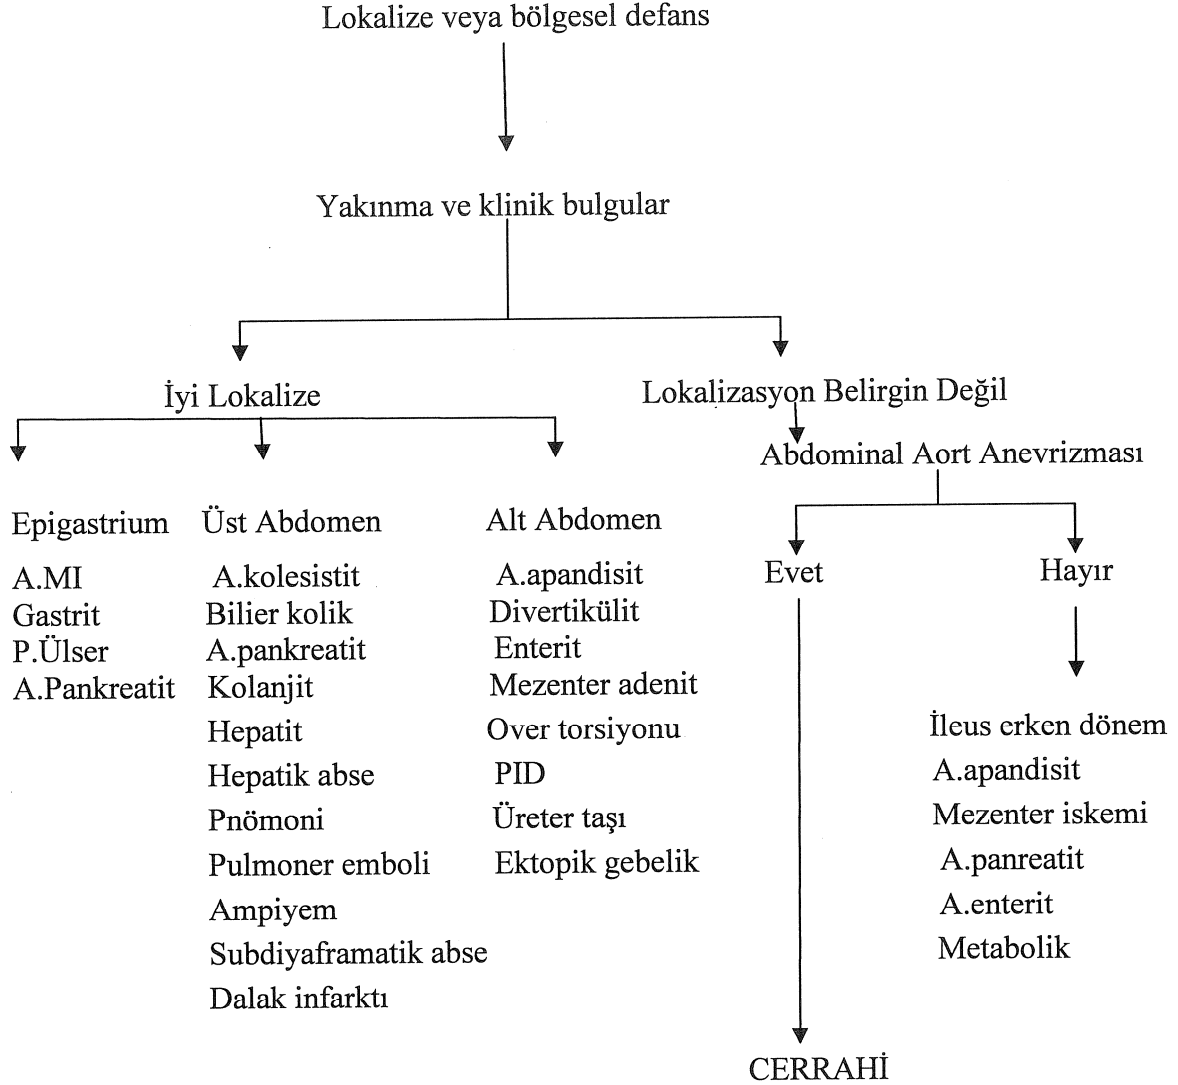 Lokalize veya bölgesel defans
Yakınma ve klinik bulgular
İyi Lokalize
Lokalizasyon Belirgin Değil
Abdominal Aort Anevrizması
Epigastrium
A.MI
Gastrit
P.Ülser
A.Pankreatit
Üst Abdomen
A.kolesistit
Bilier kolik
A.pankreatit
Kolanjit
Hepatit
Hepatik abse
Pnömoni
Pulmoner emboli
Ampiyem
Subdiyaframatik abse
Dalak infarktı
Alt Abdomen
A.apandisit
Divertikülit
Enterit
Mezenter adenit
Over torsiyonu
PID
Üreter taşı
Ektopik gebelik
Evet
CERRAHİ
Hayır
İleus erken dönem
A.apandisit
Mezenter iskemi
A.panreatit
A.enterit
Metabolik